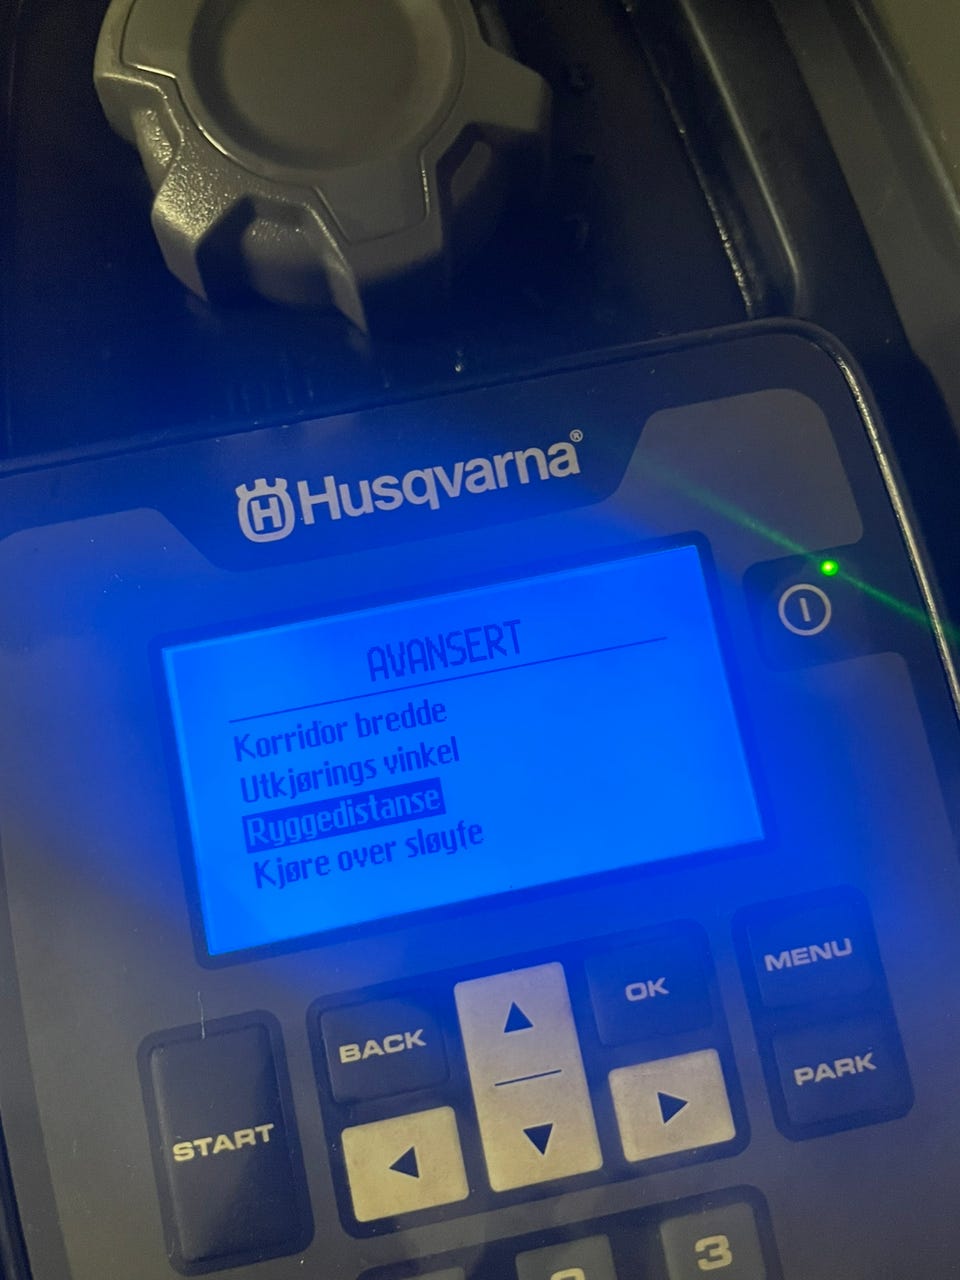 Husqvarna®
AVANSERT
Korridor bredde
Utkjørings vinkel
Ryggedistanse
Kjøre over sløyfe
START
BACK
OK
MENU
PARK
3